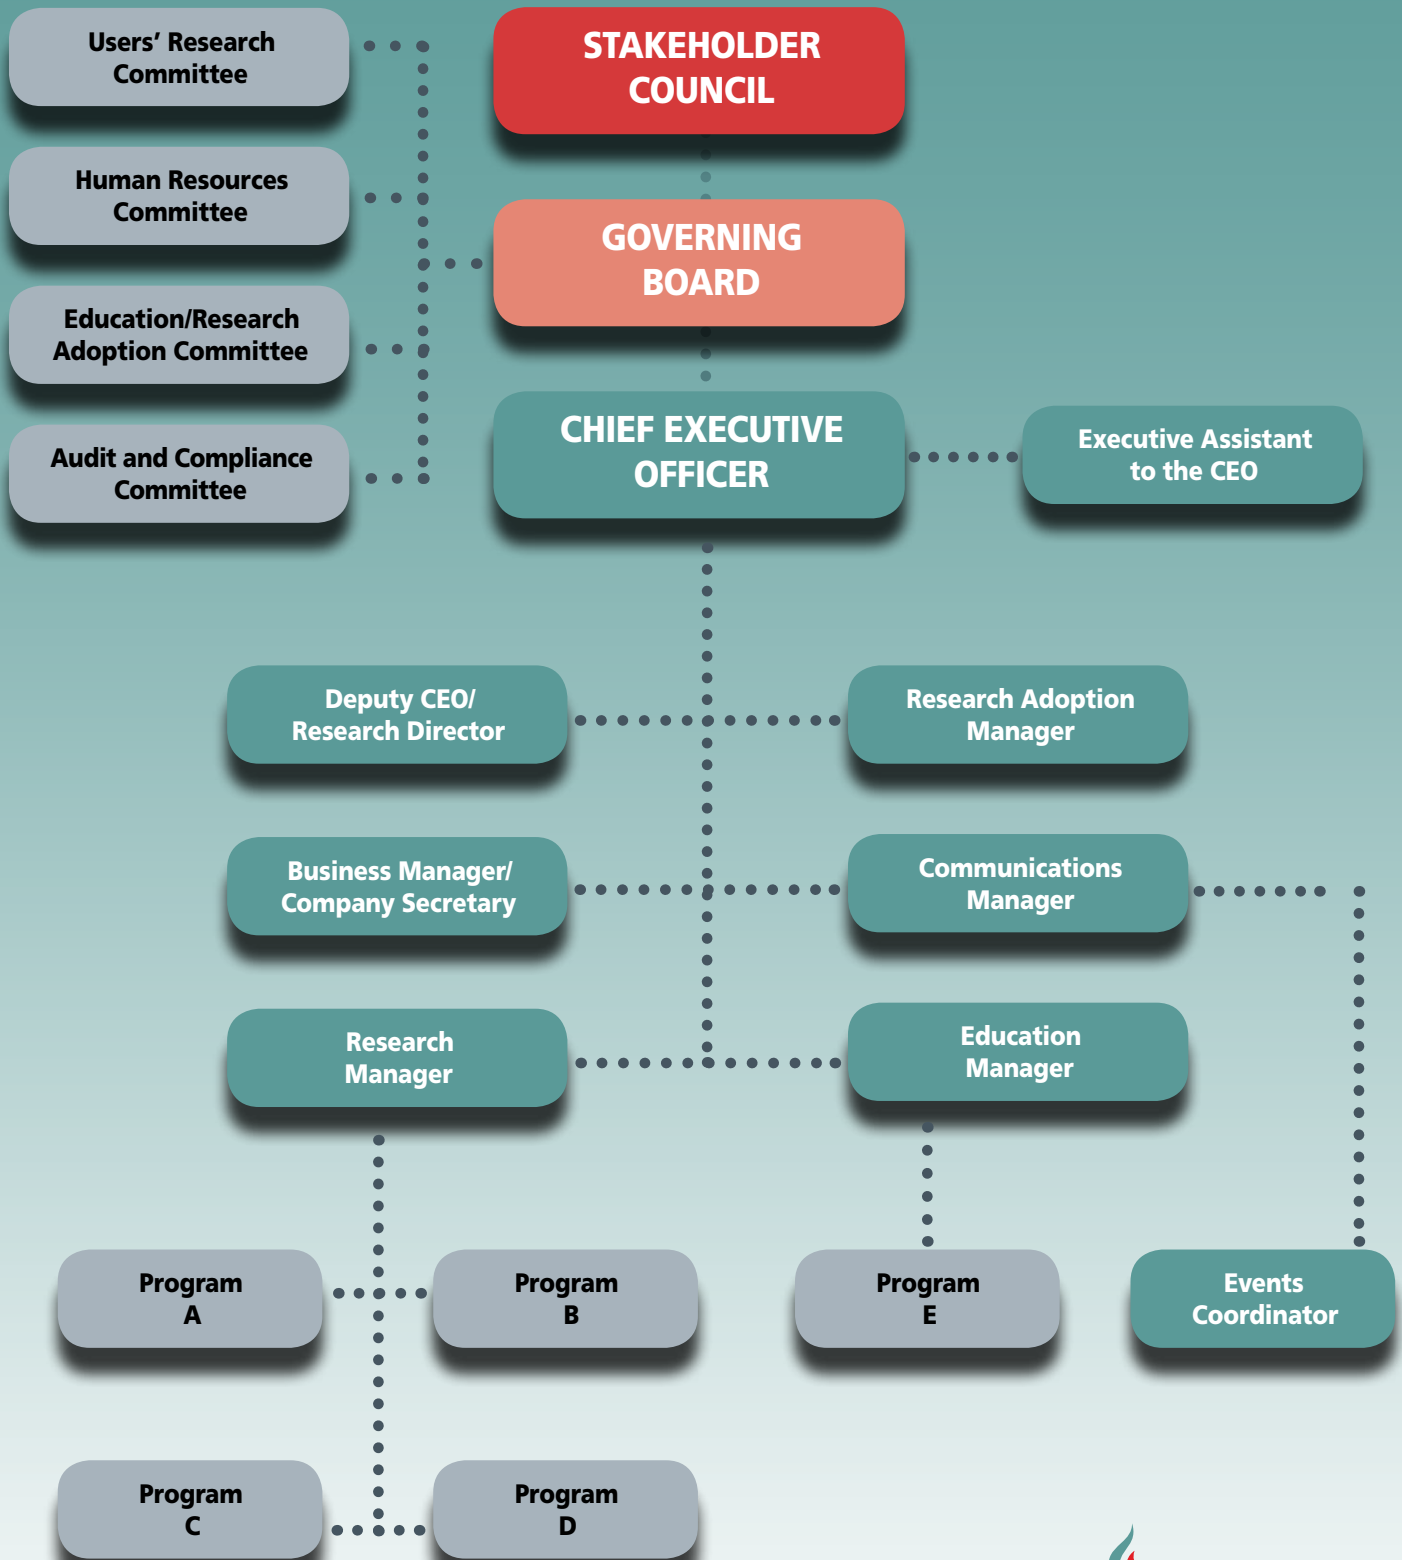 Users' Research
Committee
STAKEHOLDER
COUNCIL
Human Resources
Committee
GOVERNING
BOARD
Education/Research
Adoption Committee
Audit and Compliance
Committee
CHIEF EXECUTIVE
OFFICER
Executive Assistant
to the CEO
Deputy CEO/
Research Director
Research Adoption
Manager
Business Manager/
Company Secretary
Communications
Manager
Research
Manager
Education
Manager
Program
A
Program
B
Program
E
Events
Coordinator
Program
C
Program
D